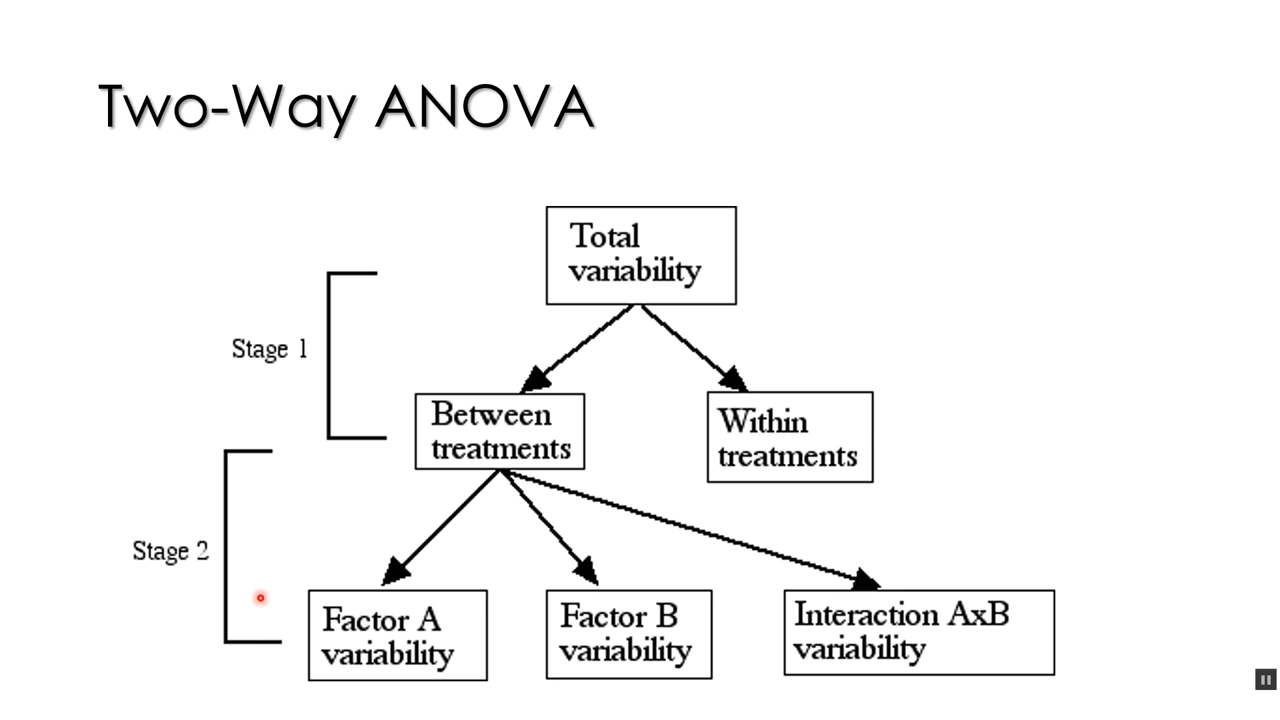 Two-Way ANOVA
Total
variability
Stage 1
Between
treatments
Within
treatments
Stage 2
Factor A
variability
Factor B
variability
Interaction AxB
variability